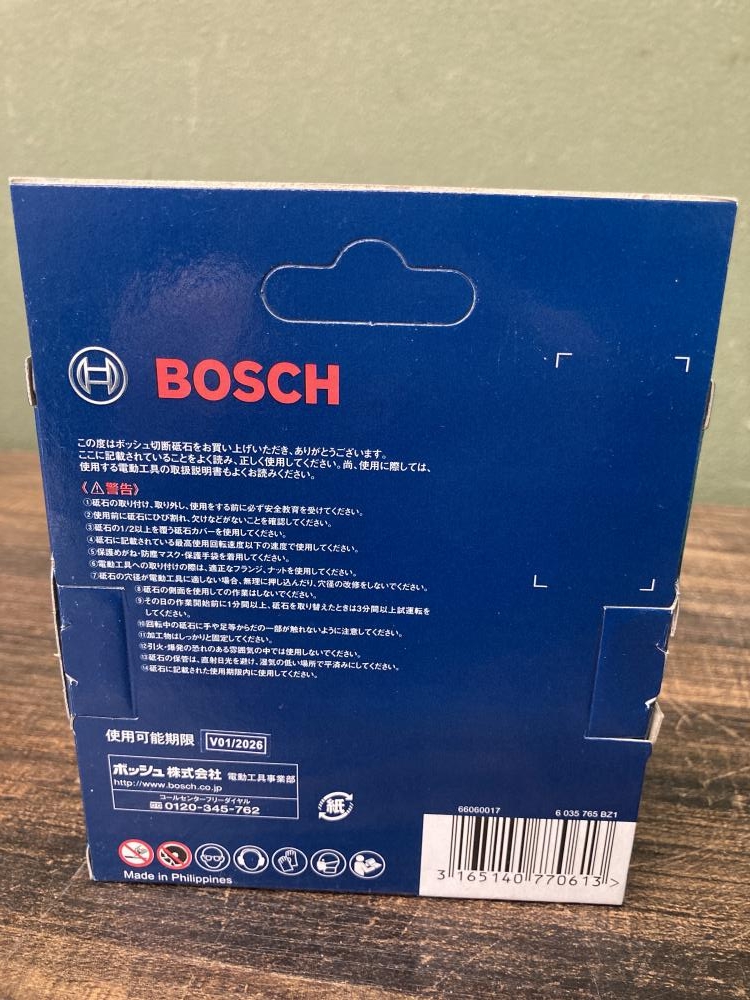 BOSCH
この度はボッシュ切断砥石をお買い上げいただき、ありがとうございます。
ここに記載されていることをよく読み、正しく使用してください。尚、使用に際しては、
使用する電動工具の取扱説明書もよくお読みください。
《⚠警告》
①砥石の取り付け、取り外し、使用をする前に必ず安全教育を受けてください。
②使用前に砥石にひび割れ、欠けなどがないことを確認してください。
③砥石の1/2以上を覆う砥石カバーを使用してください。
④砥石に記載されている最高使用回転速度以下の速度で使用してください。
⑤保護めがね・防塵マスク・保護手袋を着用してください。
⑥電動工具への取り付けの際は、適正なフランジ、ナットを使用してください。
⑦砥石の穴径が電動工具に適しない場合、無理に押し込んだり、穴径の改修をしないでください。
⑧砥石の側面を使用しての作業はしないでください。
⑨その日の作業開始前に1分間以上、砥石を取り替えたときは3分間以上試運転を
してください。
⑩回転中の砥石に手や足等からだの一部が触れないように注意してください。
⑪加工物はしっかりと固定してください。
⑫引火・爆発の恐れのある雰囲気の中では使用しないでください。
⑬砥石の保管は、直射日光を避け、湿気の低い場所で平済みにしてください。
⑭砥石に記載された使用期限内に使用してください。
使用可能期限 V01/2026
ボッシュ株式会社 電動工具事業部
http://www.bosch.co.jp
コールセンターフリーダイヤル
0120-345-762
紙
Made in Philippines
66060017 6 035 765 BZ1
3 165140 770613 >